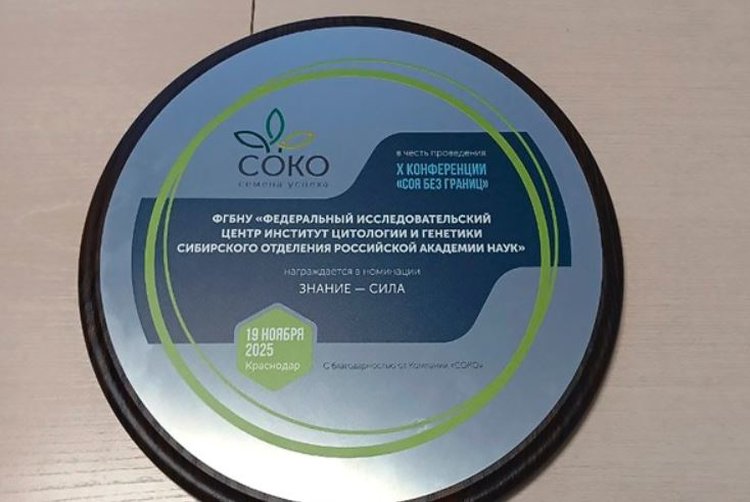 СОКО
семена успеха
в честь проведения
X КОНФЕРЕНЦИИ
«СОЯ БЕЗ ГРАНИЦ»
ФГБНУ «ФЕДЕРАЛЬНЫЙ ИССЛЕДОВАТЕЛЬСКИЙ
ЦЕНТР ИНСТИТУТ ЦИТОЛОГИИ И ГЕНЕТИКИ
СИБИРСКОГО ОТДЕЛЕНИЯ РОССИЙСКОЙ АКАДЕМИИ НАУК»
награждается в номинации
ЗНАНИЕ — СИЛА
19 НОЯБРЯ
2025
Краснодар
С благодарностью от Компании «СОКО»